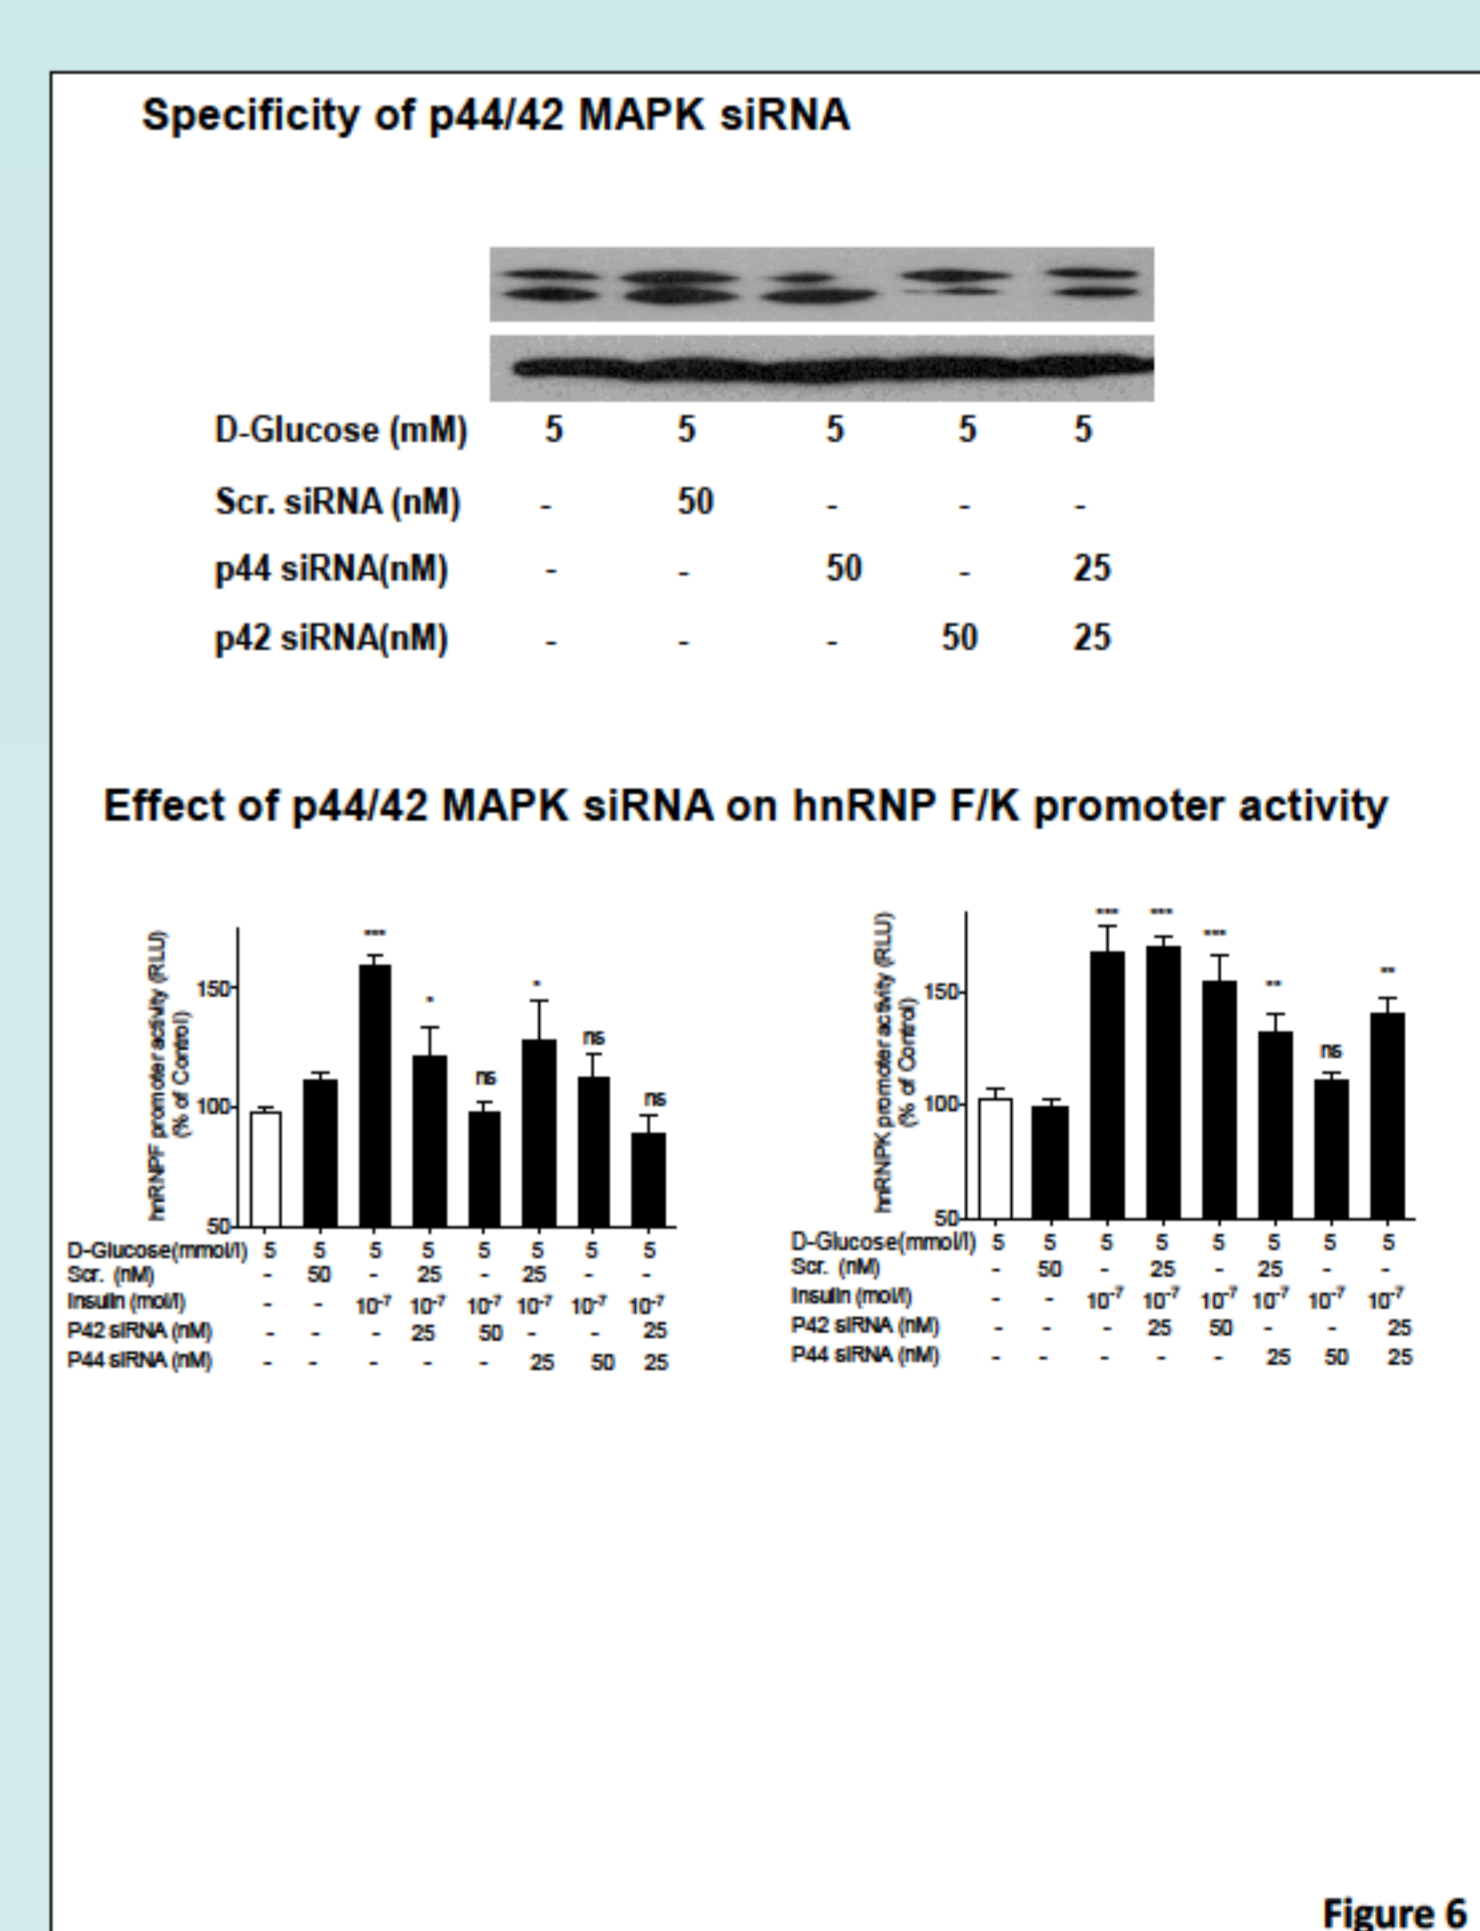 Specificity of p44/42 MAPK siRNA
D-Glucose (mM) 5 5 5 5 5
Scr. siRNA (nM) - 50 - - -
p44 siRNA(nM) - - 50 - 25
p42 siRNA(nM) - - - 50 25
Effect of p44/42 MAPK siRNA on hnRNP F/K promoter activity
hnRNPF promoter activity (RLU)
(% of Control)
150
100
50
*** * ns * ns ns
D-Glucose(mmol/l) 5 5 5 5 5 5 5 5
Scr. (nM) - 50 - 25 - 25 - -
Insulin (mol/l) - - 10⁻⁷ 10⁻⁷ 10⁻⁷ 10⁻⁷ 10⁻⁷ 10⁻⁷
P42 siRNA (nM) - - - 25 50 - - 25
P44 siRNA (nM) - - - - - 25 50 25
hnRNPK promoter activity (RLU)
(% of Control)
150
100
50
*** *** *** ** ns **
D-Glucose(mmol/l) 5 5 5 5 5 5 5 5
Scr. (nM) - 50 - 25 - 25 - -
Insulin (mol/l) - - 10⁻⁷ 10⁻⁷ 10⁻⁷ 10⁻⁷ 10⁻⁷ 10⁻⁷
P42 siRNA (nM) - - - 25 50 - - 25
P44 siRNA (nM) - - - - - 25 50 25
Figure 6